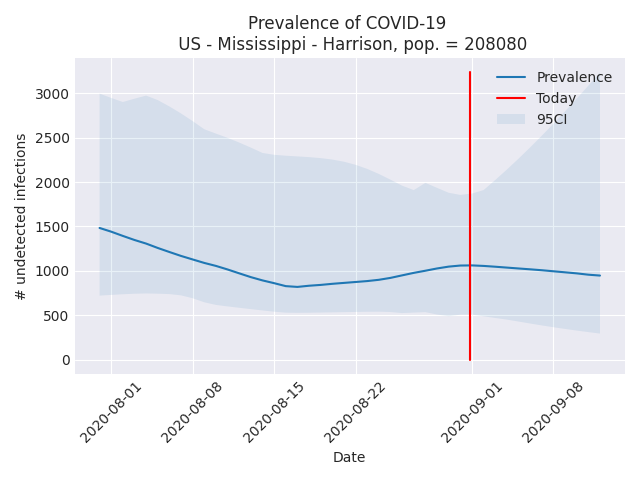 Prevalence of COVID-19
US - Mississippi - Harrison, pop. = 208080
Prevalence
Today
95CI
# undetected infections
3000
2500
2000
1500
1000
500
0
2020-08-01
2020-08-08
2020-08-15
2020-08-22
2020-09-01
2020-09-08
Date